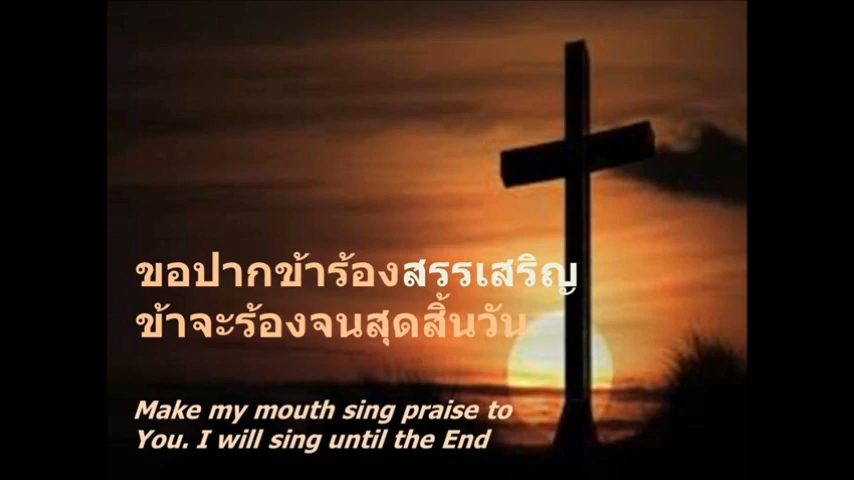 ขอปากข้าร้องสรรเสริญ
ข้าจะร้องจนสุดสิ้นวัน
Make my mouth sing praise to
You. I will sing until the End